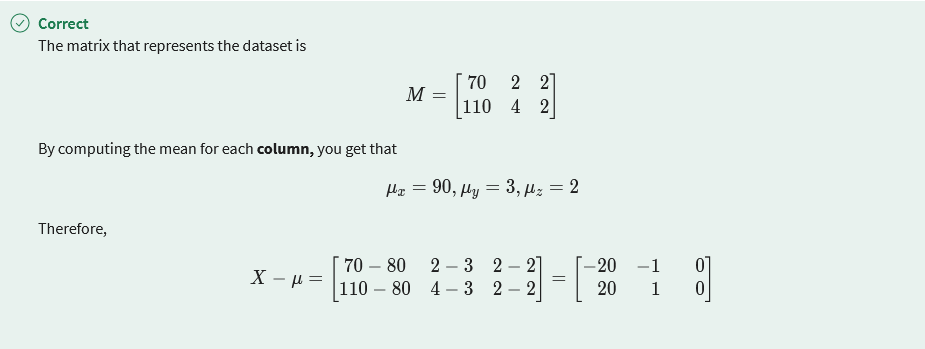 Correct
The matrix that represents the dataset is
M = [70 2 2
110 4 2]
By computing the mean for each column, you get that
μx = 90, μy = 3, μz = 2
Therefore,
X − μ = [70 − 80 2 − 3 2 − 2
110 − 80 4 − 3 2 − 2] = [−20 −1 0
20 1 0]